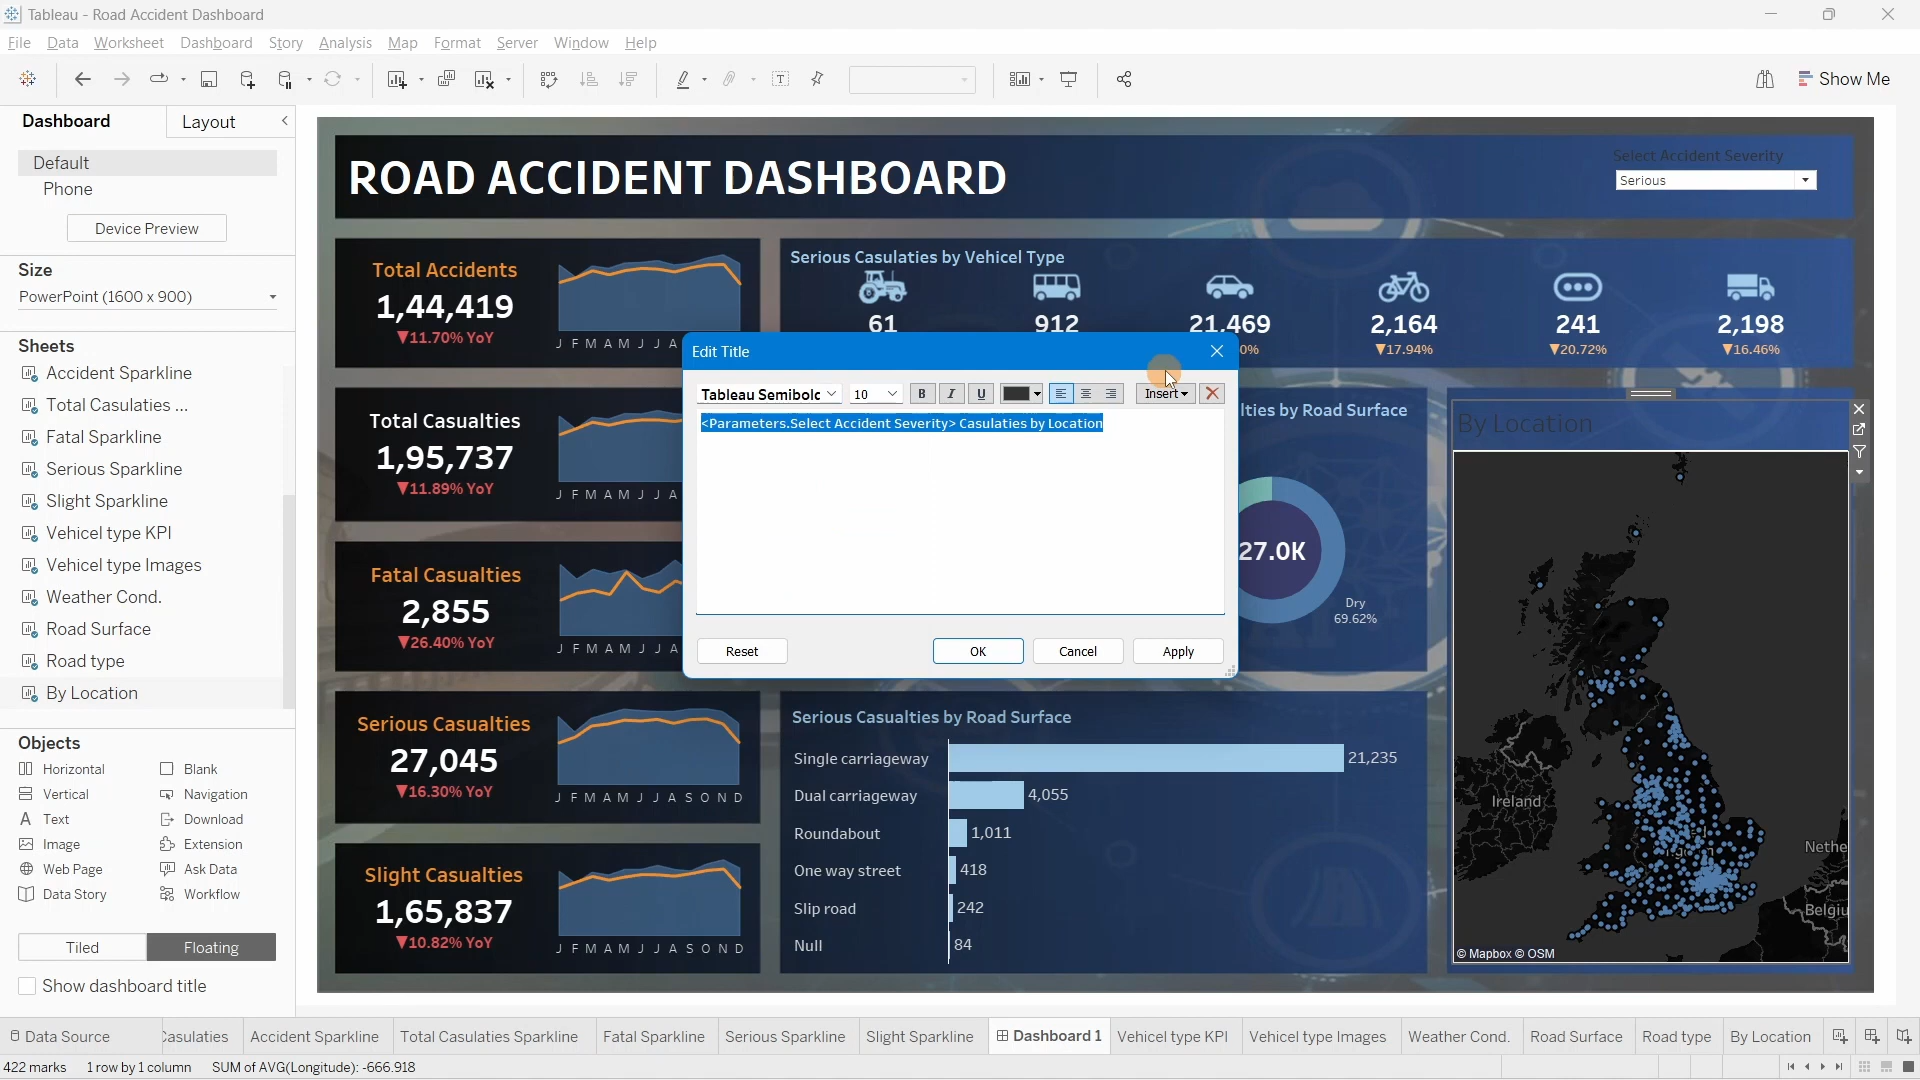 Tableau - Road Accident Dashboard
File Data Worksheet Dashboard Story Analysis Map Format Server Window Help
Show Me
Dashboard Layout
Default
Phone
Device Preview
Size
PowerPoint (1600 x 900)
Sheets
Accident Sparkline
Total Casulaties ...
Fatal Sparkline
Serious Sparkline
Slight Sparkline
Vehicel type KPI
Vehicel type Images
Weather Cond.
Road Surface
Road type
By Location
Objects
Horizontal Blank
Vertical Navigation
Text Download
Image Extension
Web Page Ask Data
Data Story Workflow
Tiled Floating
Show dashboard title
ROAD ACCIDENT DASHBOARD
Select Accident Severity
Serious
Total Accidents
1,44,419
▼11.70% YoY
J F M A M J J A
Total Casualties
1,95,737
▼11.89% YoY
J F M A M J J A
Fatal Casualties
2,855
▼26.40% YoY
J F M A M J J A
Serious Casualties
27,045
▼16.30% YoY
J F M A M J J A S O N D
Slight Casualties
1,65,837
▼10.82% YoY
J F M A M J J A S O N D
Serious Casulaties by Vehicel Type
61 912 21,469 2,164 241 2,198
0% ▼17.94% ▼20.72% ▼16.46%
Edit Title
Tableau Semibolc 10 B I U Insert
<Parameters.Select Accident Severity> Casulaties by Location
Reset OK Cancel Apply
lties by Road Surface
27.0K
Dry
69.62%
Serious Casualties by Road Surface
Single carriageway 21,235
Dual carriageway 4,055
Roundabout 1,011
One way street 418
Slip road 242
Null 84
By Location
Ireland
Nethe
Belgiu
© Mapbox © OSM
Data Source Casulaties Accident Sparkline Total Casulaties Sparkline Fatal Sparkline Serious Sparkline Slight Sparkline Dashboard 1 Vehicel type KPI Vehicel type Images Weather Cond. Road Surface Road type By Location
422 marks 1 row by 1 column SUM of AVG(Longitude): -666.918